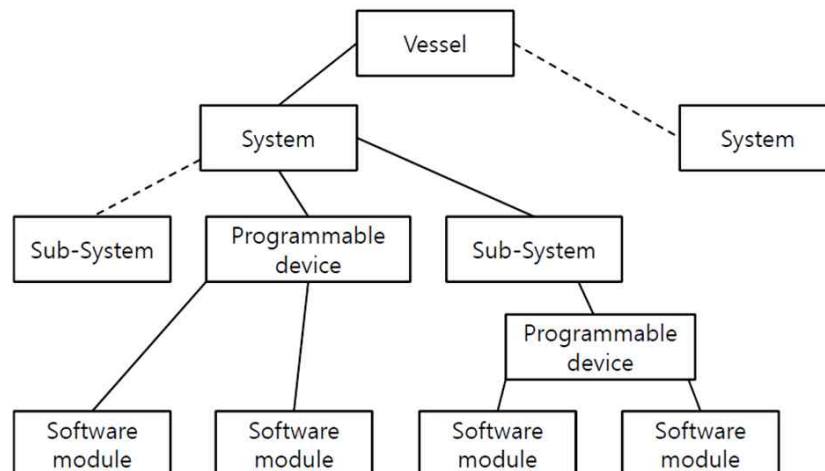 Vessel
System
System
Sub-System
Programmable
device
Sub-System
Programmable
device
Software
module
Software
module
Software
module
Software
module